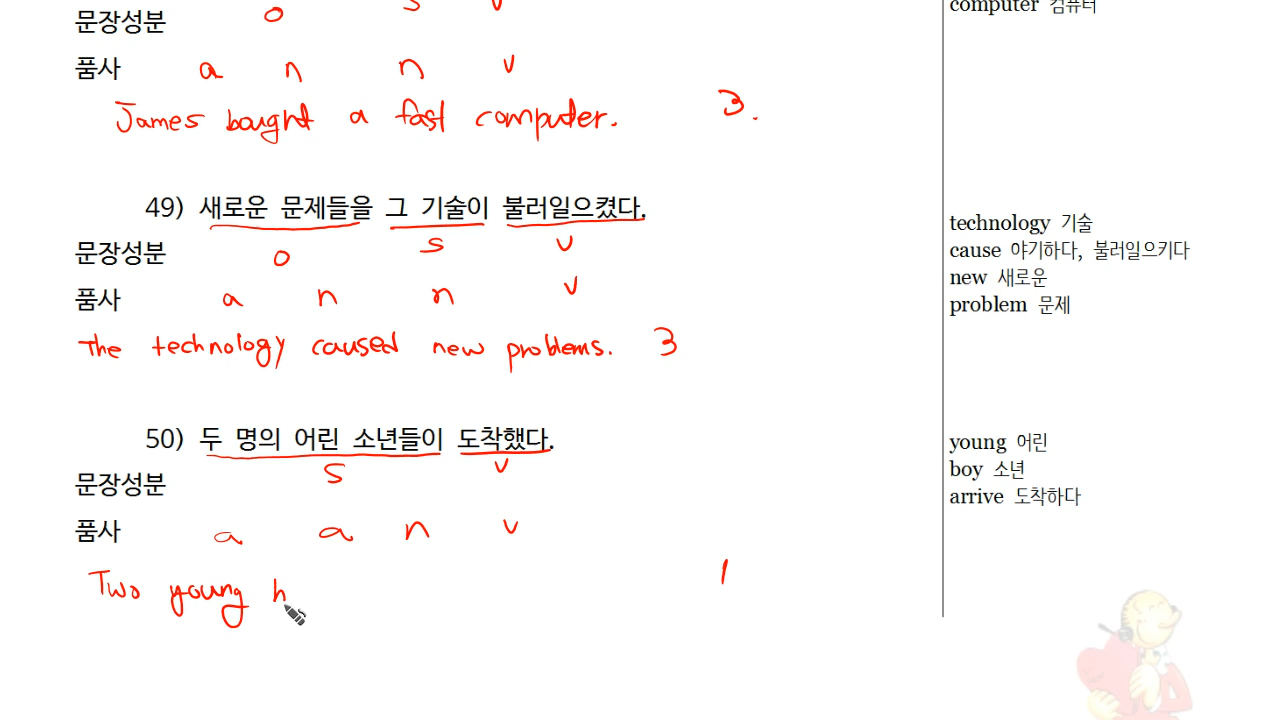 computer 컴퓨터
문장성분 o s v
품사 a n n v
James bought a fast computer. 3.
49) 새로운 문제들을 그 기술이 불러일으켰다.
문장성분 o s v
품사 a n n v
The technology caused new problems. 3
technology 기술
cause 야기하다, 불러일으키다
new 새로운
problem 문제
50) 두 명의 어린 소년들이 도착했다.
문장성분 s v
품사 a a n v
Two young h 1
young 어린
boy 소년
arrive 도착하다